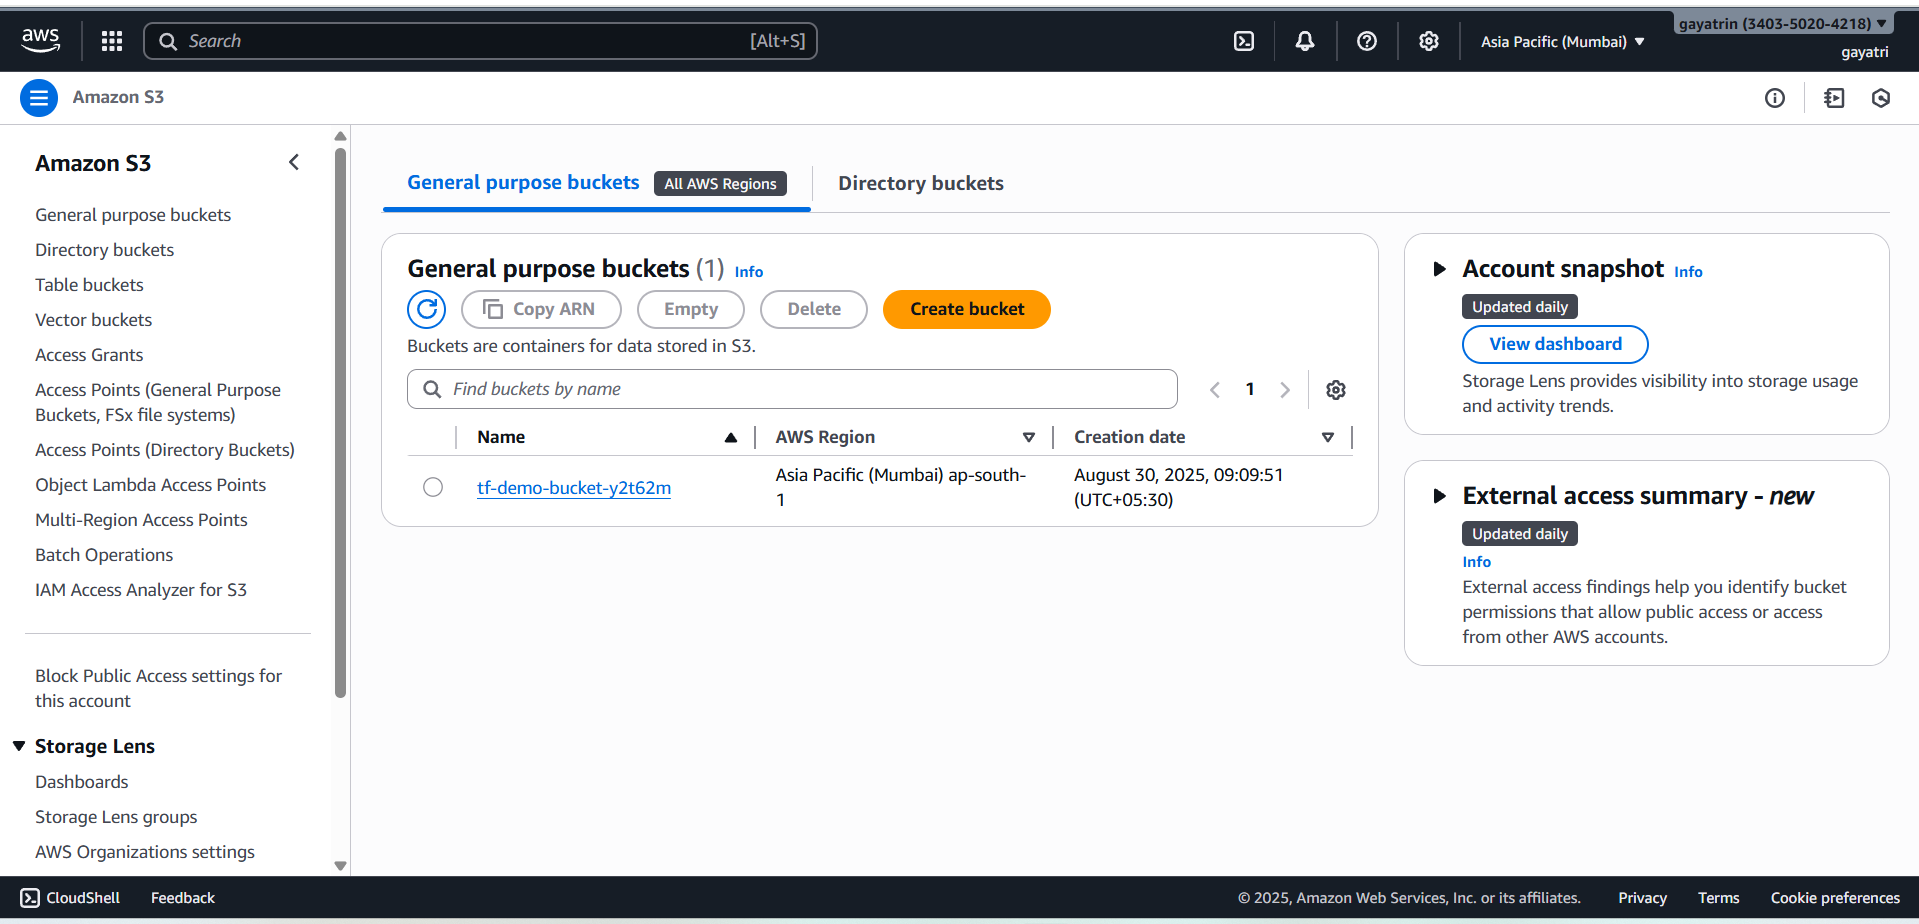 aws
Search [Alt+S]
Asia Pacific (Mumbai)
gayatrin (3403-5020-4218)
gayatri
Amazon S3
Amazon S3
General purpose buckets
Directory buckets
Table buckets
Vector buckets
Access Grants
Access Points (General Purpose
Buckets, FSx file systems)
Access Points (Directory Buckets)
Object Lambda Access Points
Multi-Region Access Points
Batch Operations
IAM Access Analyzer for S3
Block Public Access settings for
this account
Storage Lens
Dashboards
Storage Lens groups
AWS Organizations settings
General purpose buckets All AWS Regions Directory buckets
General purpose buckets (1) Info
Copy ARN Empty Delete Create bucket
Buckets are containers for data stored in S3.
Find buckets by name 1
Name AWS Region Creation date
tf-demo-bucket-y2t62m
Asia Pacific (Mumbai) ap-south-
1
August 30, 2025, 09:09:51
(UTC+05:30)
Account snapshot Info
Updated daily
View dashboard
Storage Lens provides visibility into storage usage
and activity trends.
External access summary - new
Updated daily
Info
External access findings help you identify bucket
permissions that allow public access or access
from other AWS accounts.
CloudShell Feedback © 2025, Amazon Web Services, Inc. or its affiliates. Privacy Terms Cookie preferences